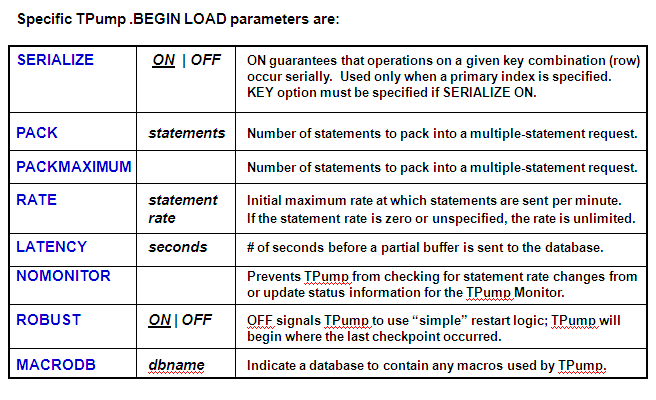 Specific TPump .BEGIN LOAD parameters are:
SERIALIZE ON | OFF ON guarantees that operations on a given key combination (row)
occur serially. Used only when a primary index is specified.
KEY option must be specified if SERIALIZE ON.
PACK statements Number of statements to pack into a multiple-statement request.
PACKMAXIMUM Number of statements to pack into a multiple-statement request.
RATE statement Initial maximum rate at which statements are sent per minute.
rate If the statement rate is zero or unspecified, the rate is unlimited.
LATENCY seconds # of seconds before a partial buffer is sent to the database.
NOMONITOR Prevents TPump from checking for statement rate changes from
or update status information for the TPump Monitor.
ROBUST ON | OFF OFF signals TPump to use “simple” restart logic; TPump will
begin where the last checkpoint occurred.
MACRODB dbname Indicate a database to contain any macros used by TPump.